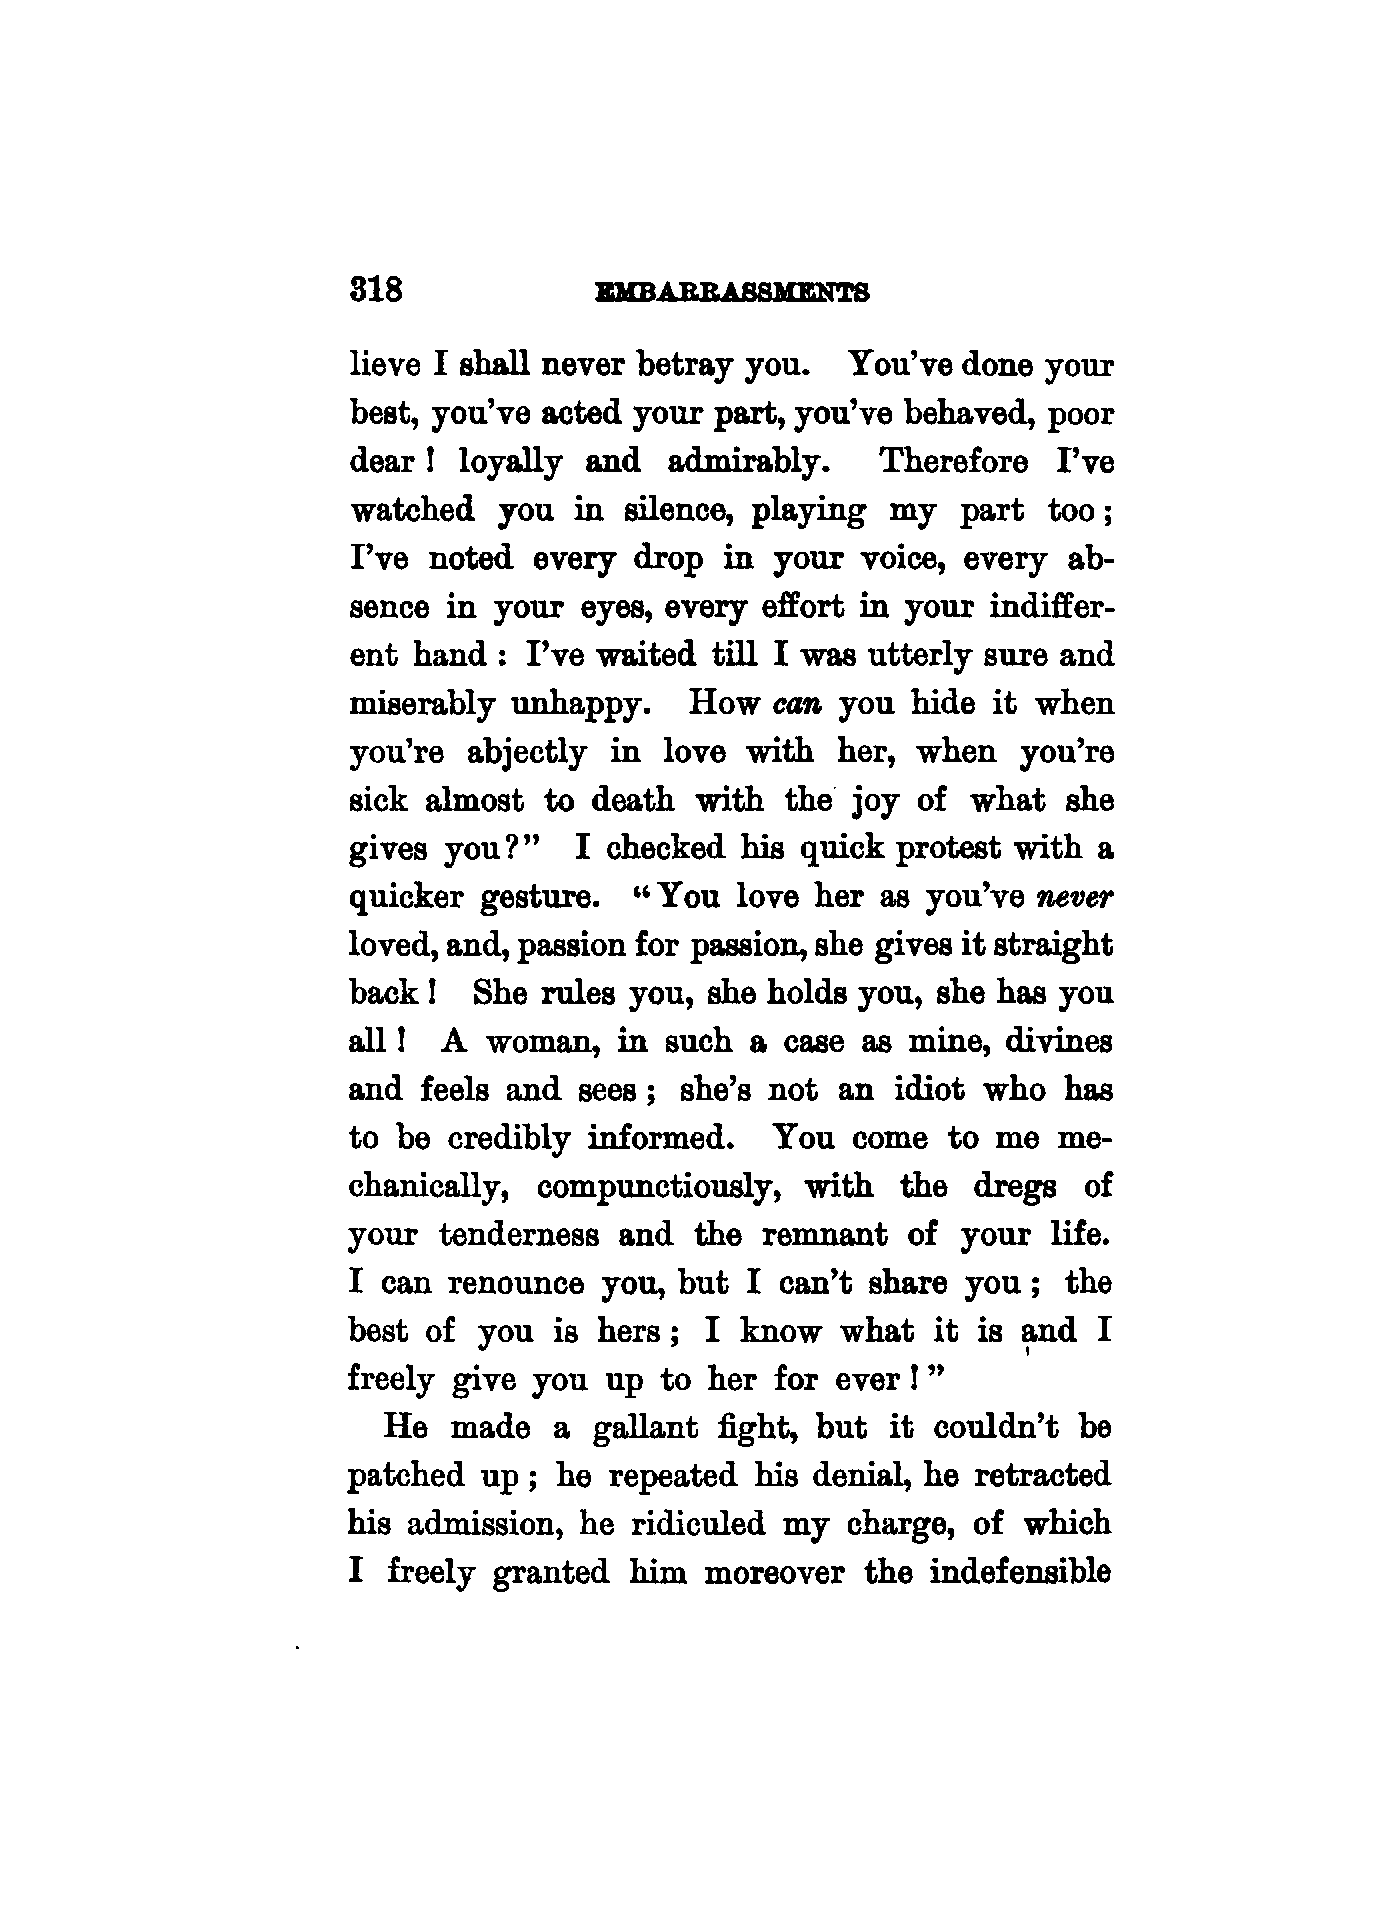 318 EMBARRASSMENTS
lieve I shall never betray you. You've done your
best, you've acted your part, you've behaved, poor
dear! loyally and admirably. Therefore I've
watched you in silence, playing my part too;
I've noted every drop in your voice, every ab-
sence in your eyes, every effort in your indiffer-
ent hand: I've waited till I was utterly sure and
miserably unhappy. How can you hide it when
you're abjectly in love with her, when you're
sick almost to death with the joy of what she
gives you?" I checked his quick protest with a
quicker gesture. "You love her as you've never
loved, and, passion for passion, she gives it straight
back! She rules you, she holds you, she has you
all! A woman, in such a case as mine, divines
and feels and sees; she's not an idiot who has
to be credibly informed. You come to me me-
chanically, compunctiously, with the dregs of
your tenderness and the remnant of your life.
I can renounce you, but I can't share you; the
best of you is hers; I know what it is and I
freely give you up to her for ever!"
He made a gallant fight, but it couldn't be
patched up; he repeated his denial, he retracted
his admission, he ridiculed my charge, of which
I freely granted him moreover the indefensible